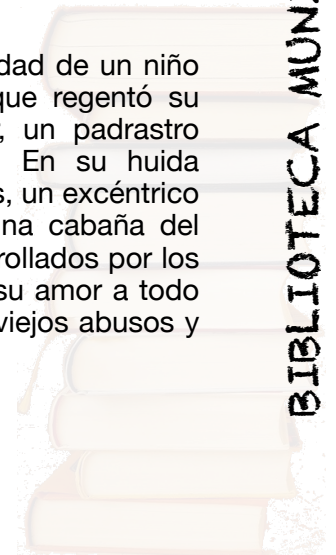 dad de un niño
que regentó su
, un padrastro
En su huida
s, un excéntrico
na cabaña del
rollados por los
su amor a todo
viejos abusos y
BIBLIOTECA MUN